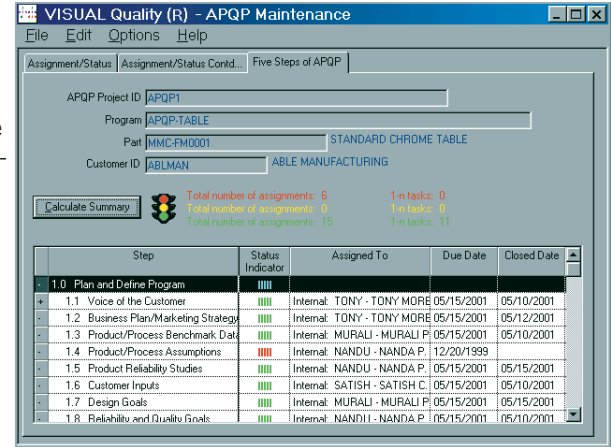 VISUAL Quality (R) - APQP Maintenance
File Edit Options Help
Assignment/Status Assignment/Status Contd... Five Steps of APQP
APQP Project ID APQP1
Program APQP-TABLE
Part MMC-FM0001 STANDARD CHROME TABLE
Customer ID ABLMAN ABLE MANUFACTURING
Calculate Summary
Total number of assignments: 6 1-n tasks: 0
Total number of assignments: 0 1-n tasks: 0
Total number of assignments: 15 1-n tasks: 11
Step Status Indicator Assigned To Due Date Closed Date
- 1.0 Plan and Define Program
+ 1.1 Voice of the Customer Internal: TONY - TONY MORE 05/15/2001 05/10/2001
- 1.2 Business Plan/Marketing Strategy Internal: TONY - TONY MORE 05/15/2001 05/12/2001
- 1.3 Product/Process Benchmark Data Internal: MURALI - MURALI P 05/15/2001 05/10/2001
- 1.4 Product/Process Assumptions Internal: NANDU - NANDA P. 12/20/1999
- 1.5 Product Reliability Studies Internal: NANDU - NANDA P. 05/15/2001 05/15/2001
- 1.6 Customer Inputs Internal: SATISH - SATISH C. 05/15/2001 05/10/2001
- 1.7 Design Goals Internal: MURALI - MURALI P 05/15/2001 05/10/2001
- 1.8 Reliability and Quality Goals Internal: NANDU - NANDA P. 05/15/2001 05/10/2001